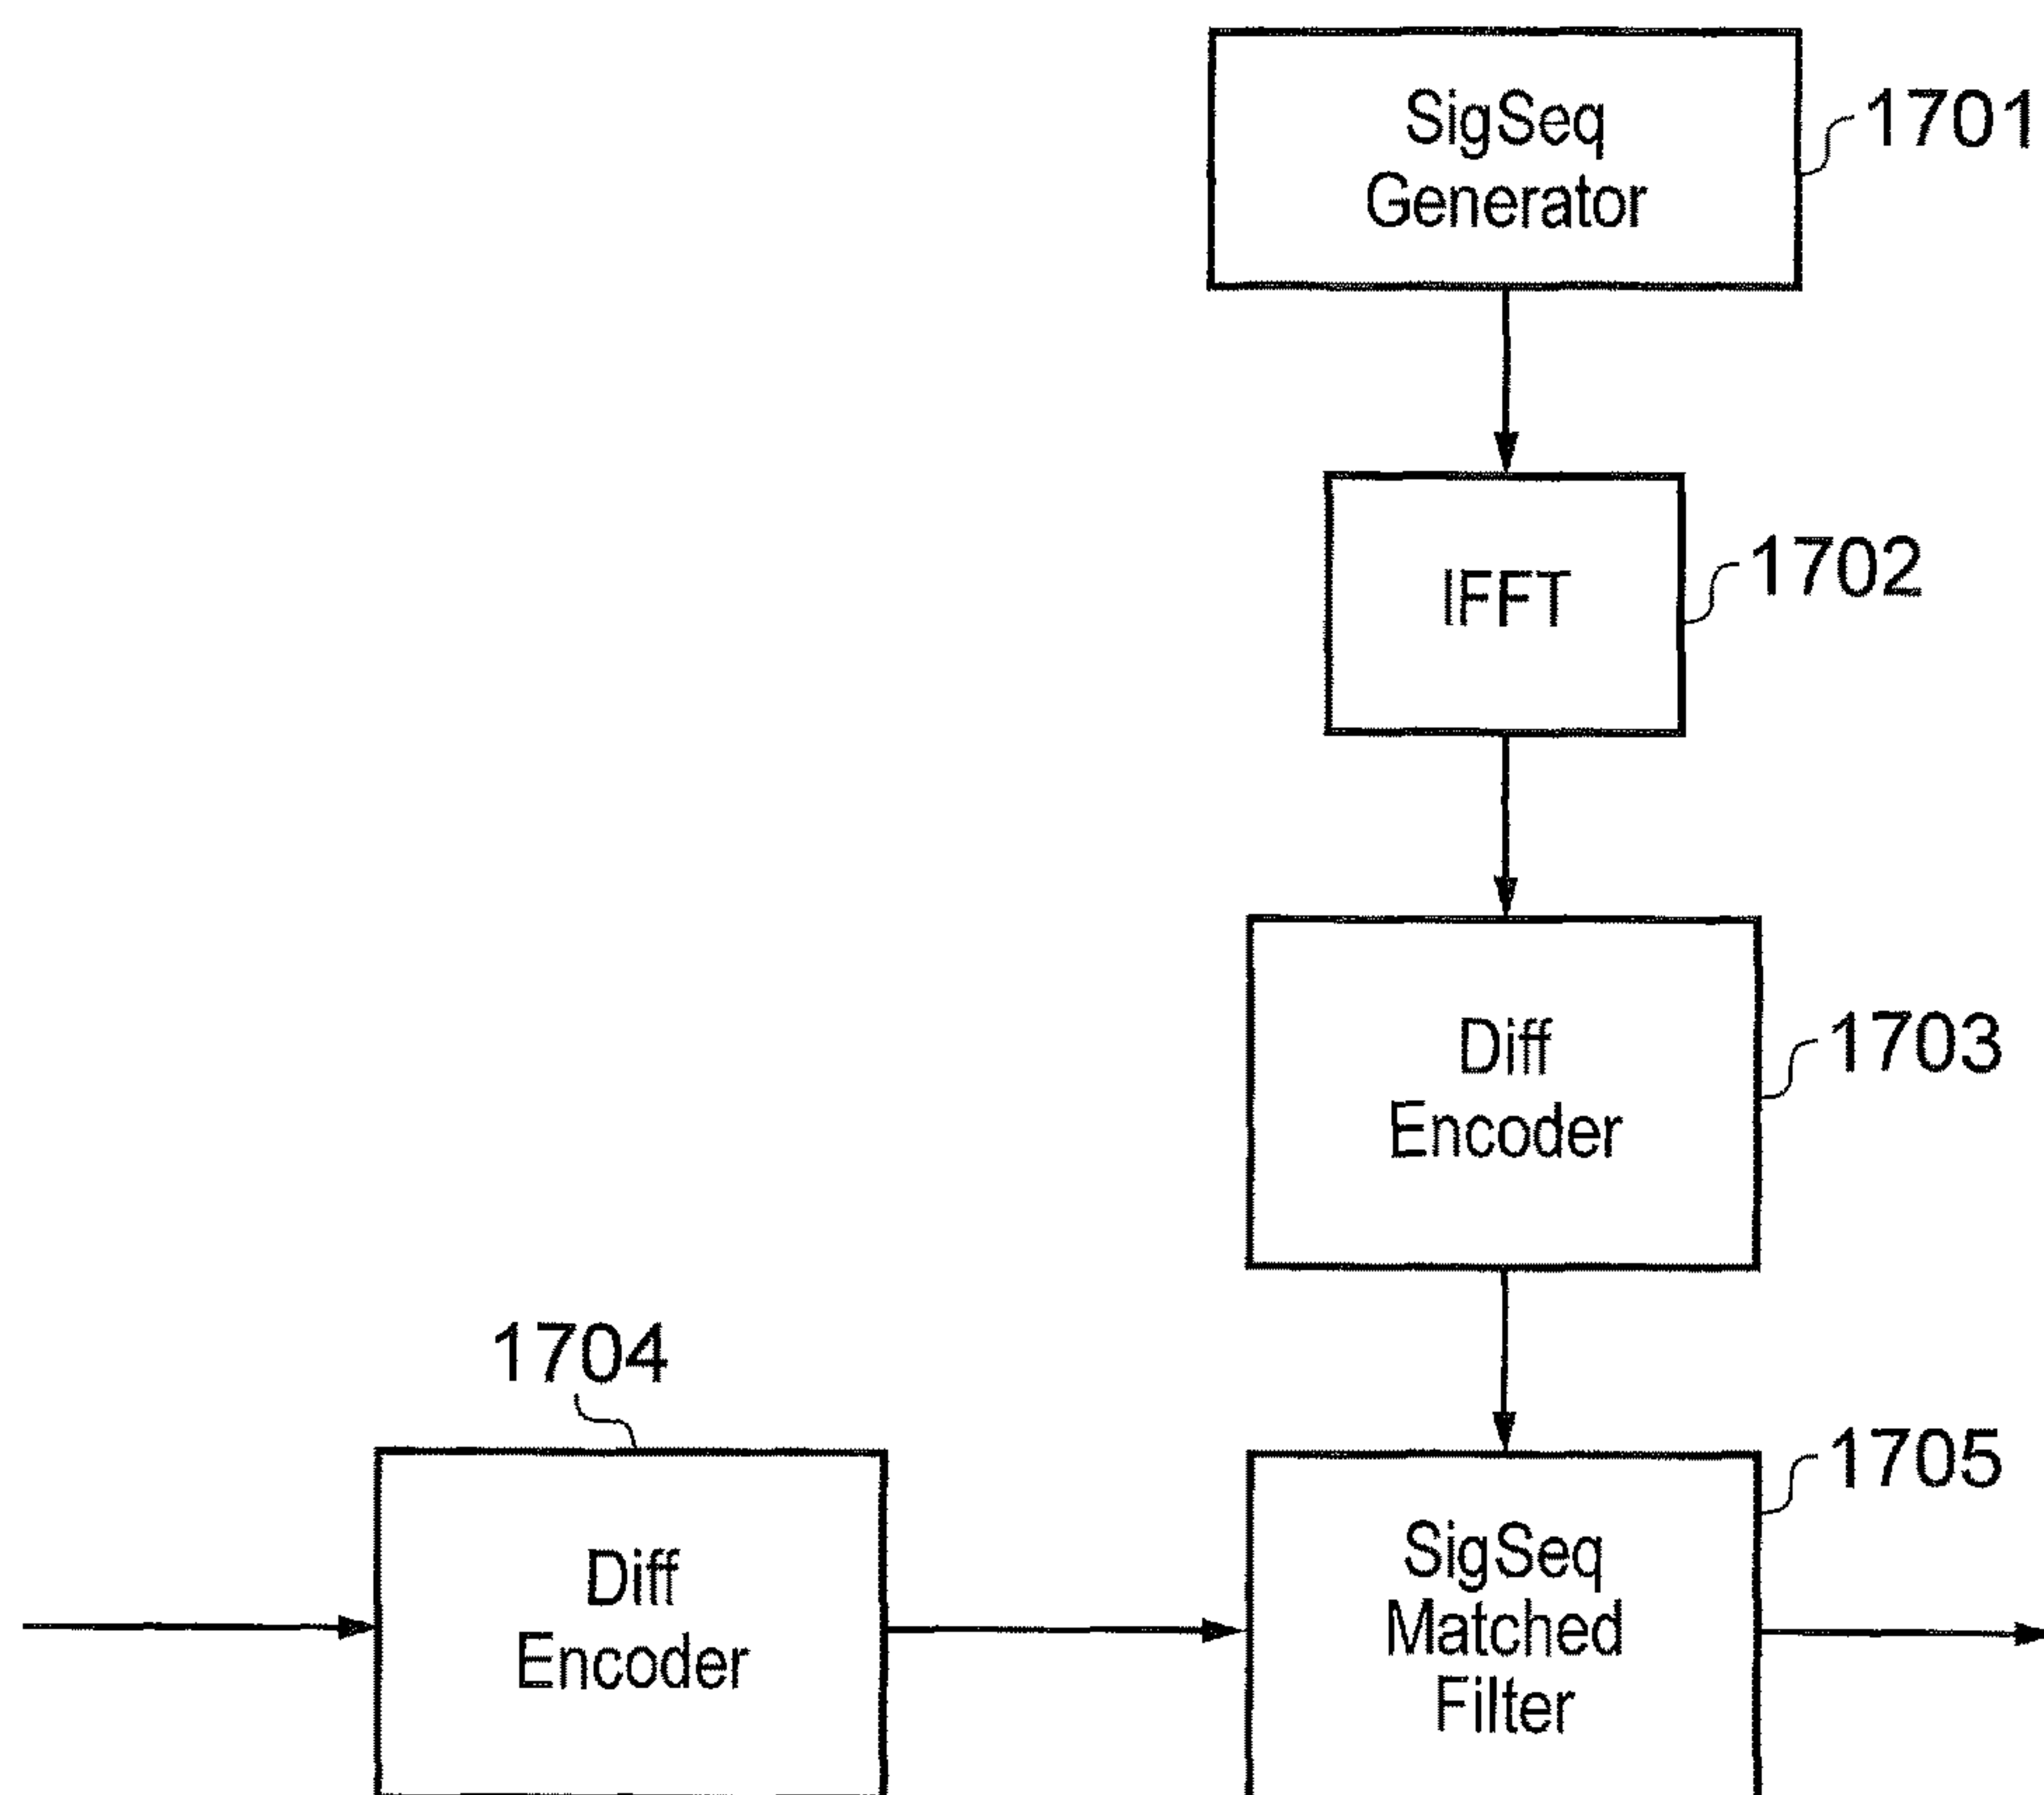 SigSeq
Generator
1701
IFFT
1702
Diff
Encoder
1703
1704
Diff
Encoder
SigSeq
Matched
Filter
1705